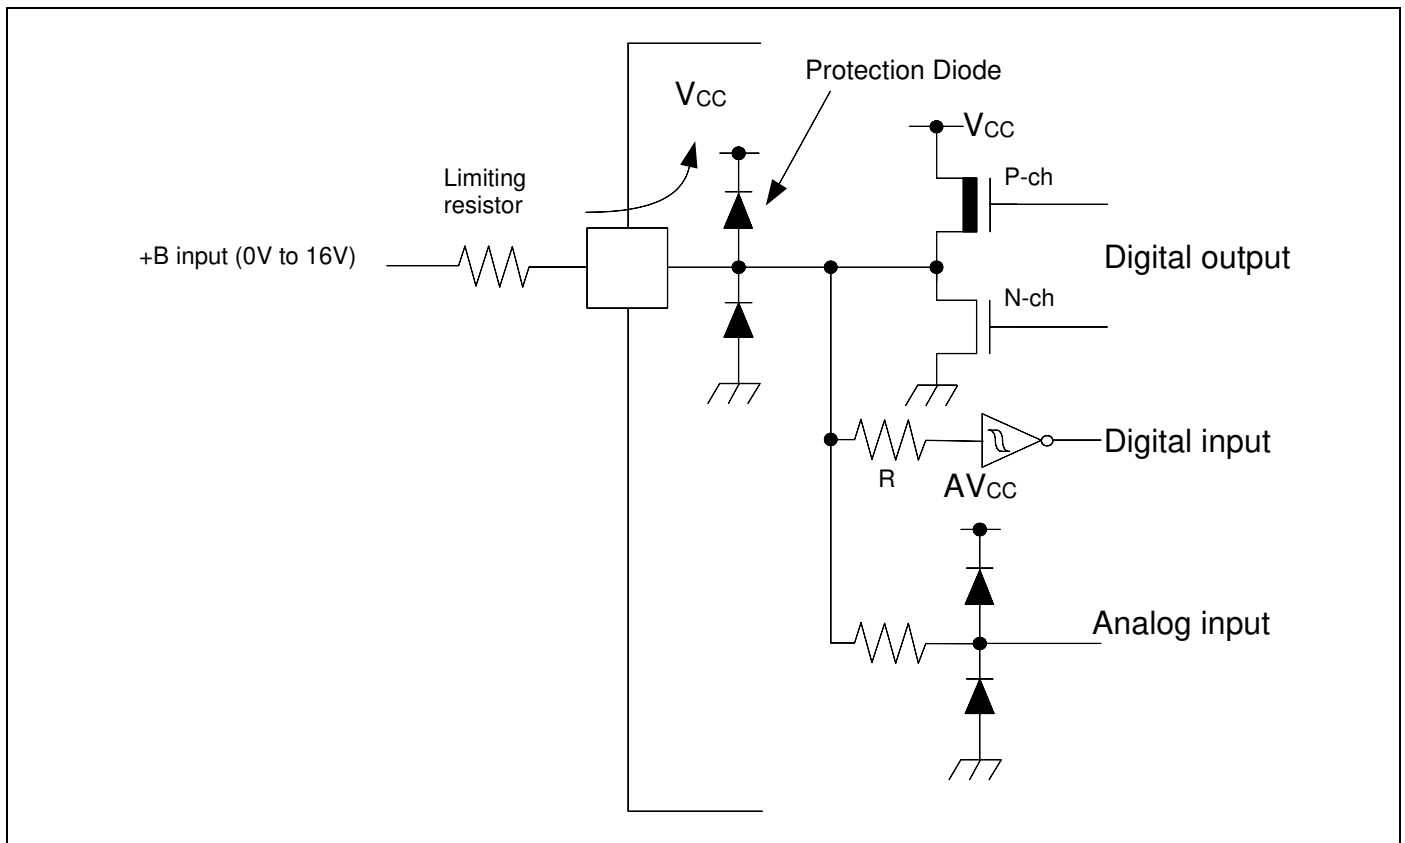 Protection Diode
VCC
VCC
Limiting
resistor
P-ch
+B input (0V to 16V)
Digital output
N-ch
Digital input
R
AVCC
Analog input